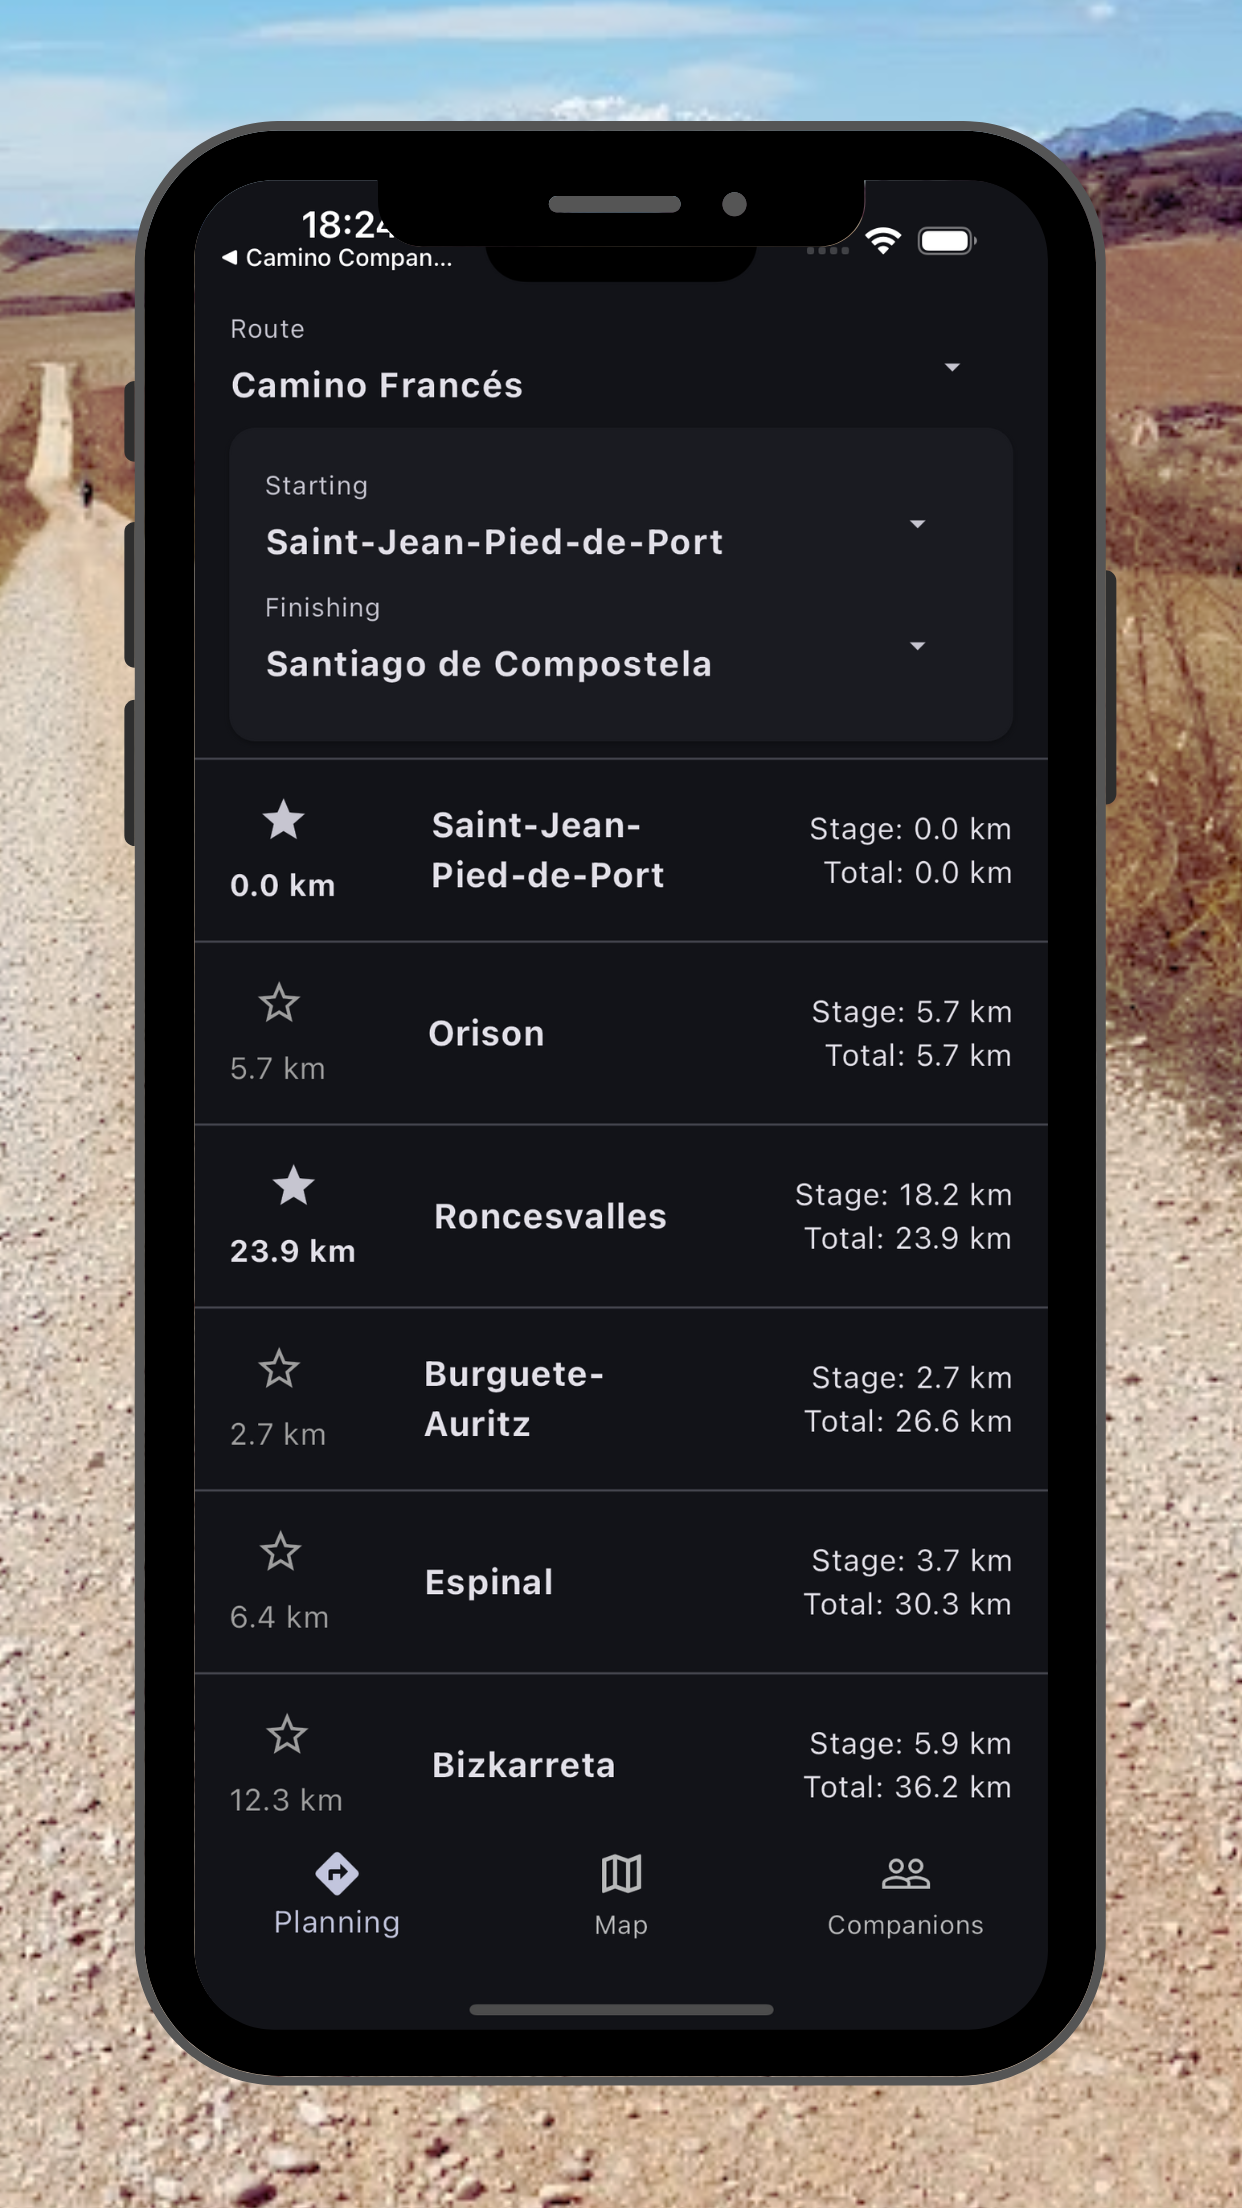 18:24
Camino Compan...
Route
Camino Francés
Starting
Saint-Jean-Pied-de-Port
Finishing
Santiago de Compostela
0.0 km
Saint-Jean-
Pied-de-Port
Stage: 0.0 km
Total: 0.0 km
5.7 km
Orison
Stage: 5.7 km
Total: 5.7 km
23.9 km
Roncesvalles
Stage: 18.2 km
Total: 23.9 km
2.7 km
Burguete-
Auritz
Stage: 2.7 km
Total: 26.6 km
6.4 km
Espinal
Stage: 3.7 km
Total: 30.3 km
12.3 km
Bizkarreta
Stage: 5.9 km
Total: 36.2 km
Planning
Map
Companions